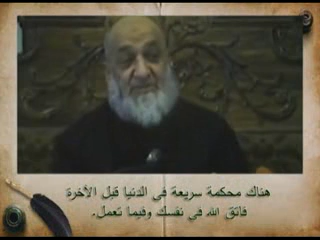 هناك محكمة سريعة في الدنيا قبل الآخرة
فاتق الله في نفسك وفيما تعمل.